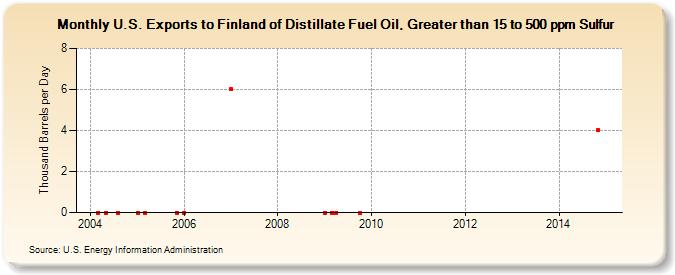 Monthly U.S. Exports to Finland of Distillate Fuel Oil, Greater than 15 to 500 ppm Sulfur
Thousand Barrels per Day
8
6
4
2
0
2004 2006 2008 2010 2012 2014
Source: U.S. Energy Information Administration